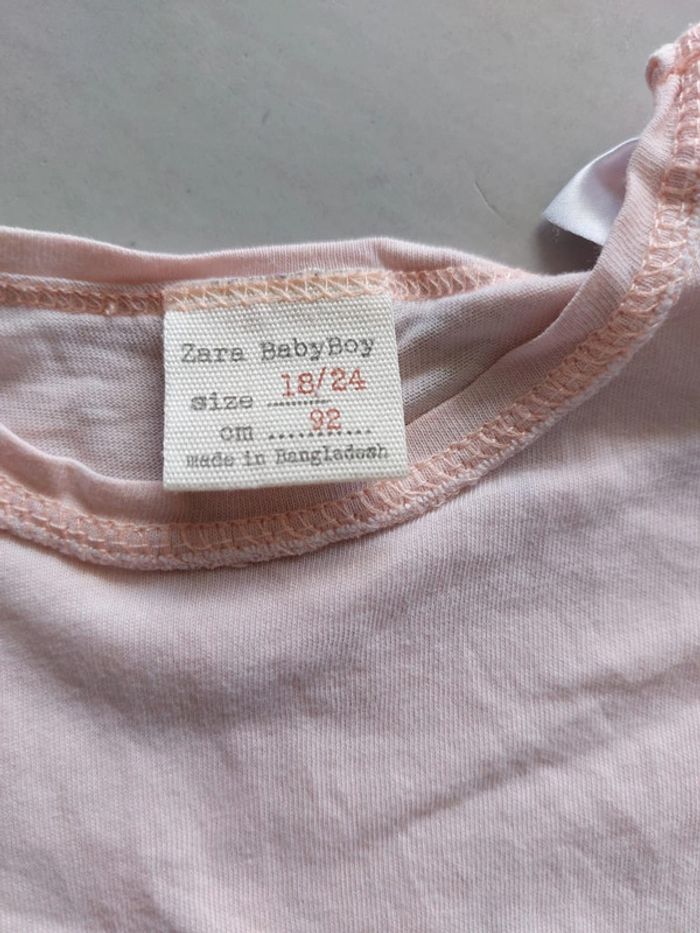 Zara BabyBoy
size ......... 18/24
cm ............ 92
made in Bangladesh